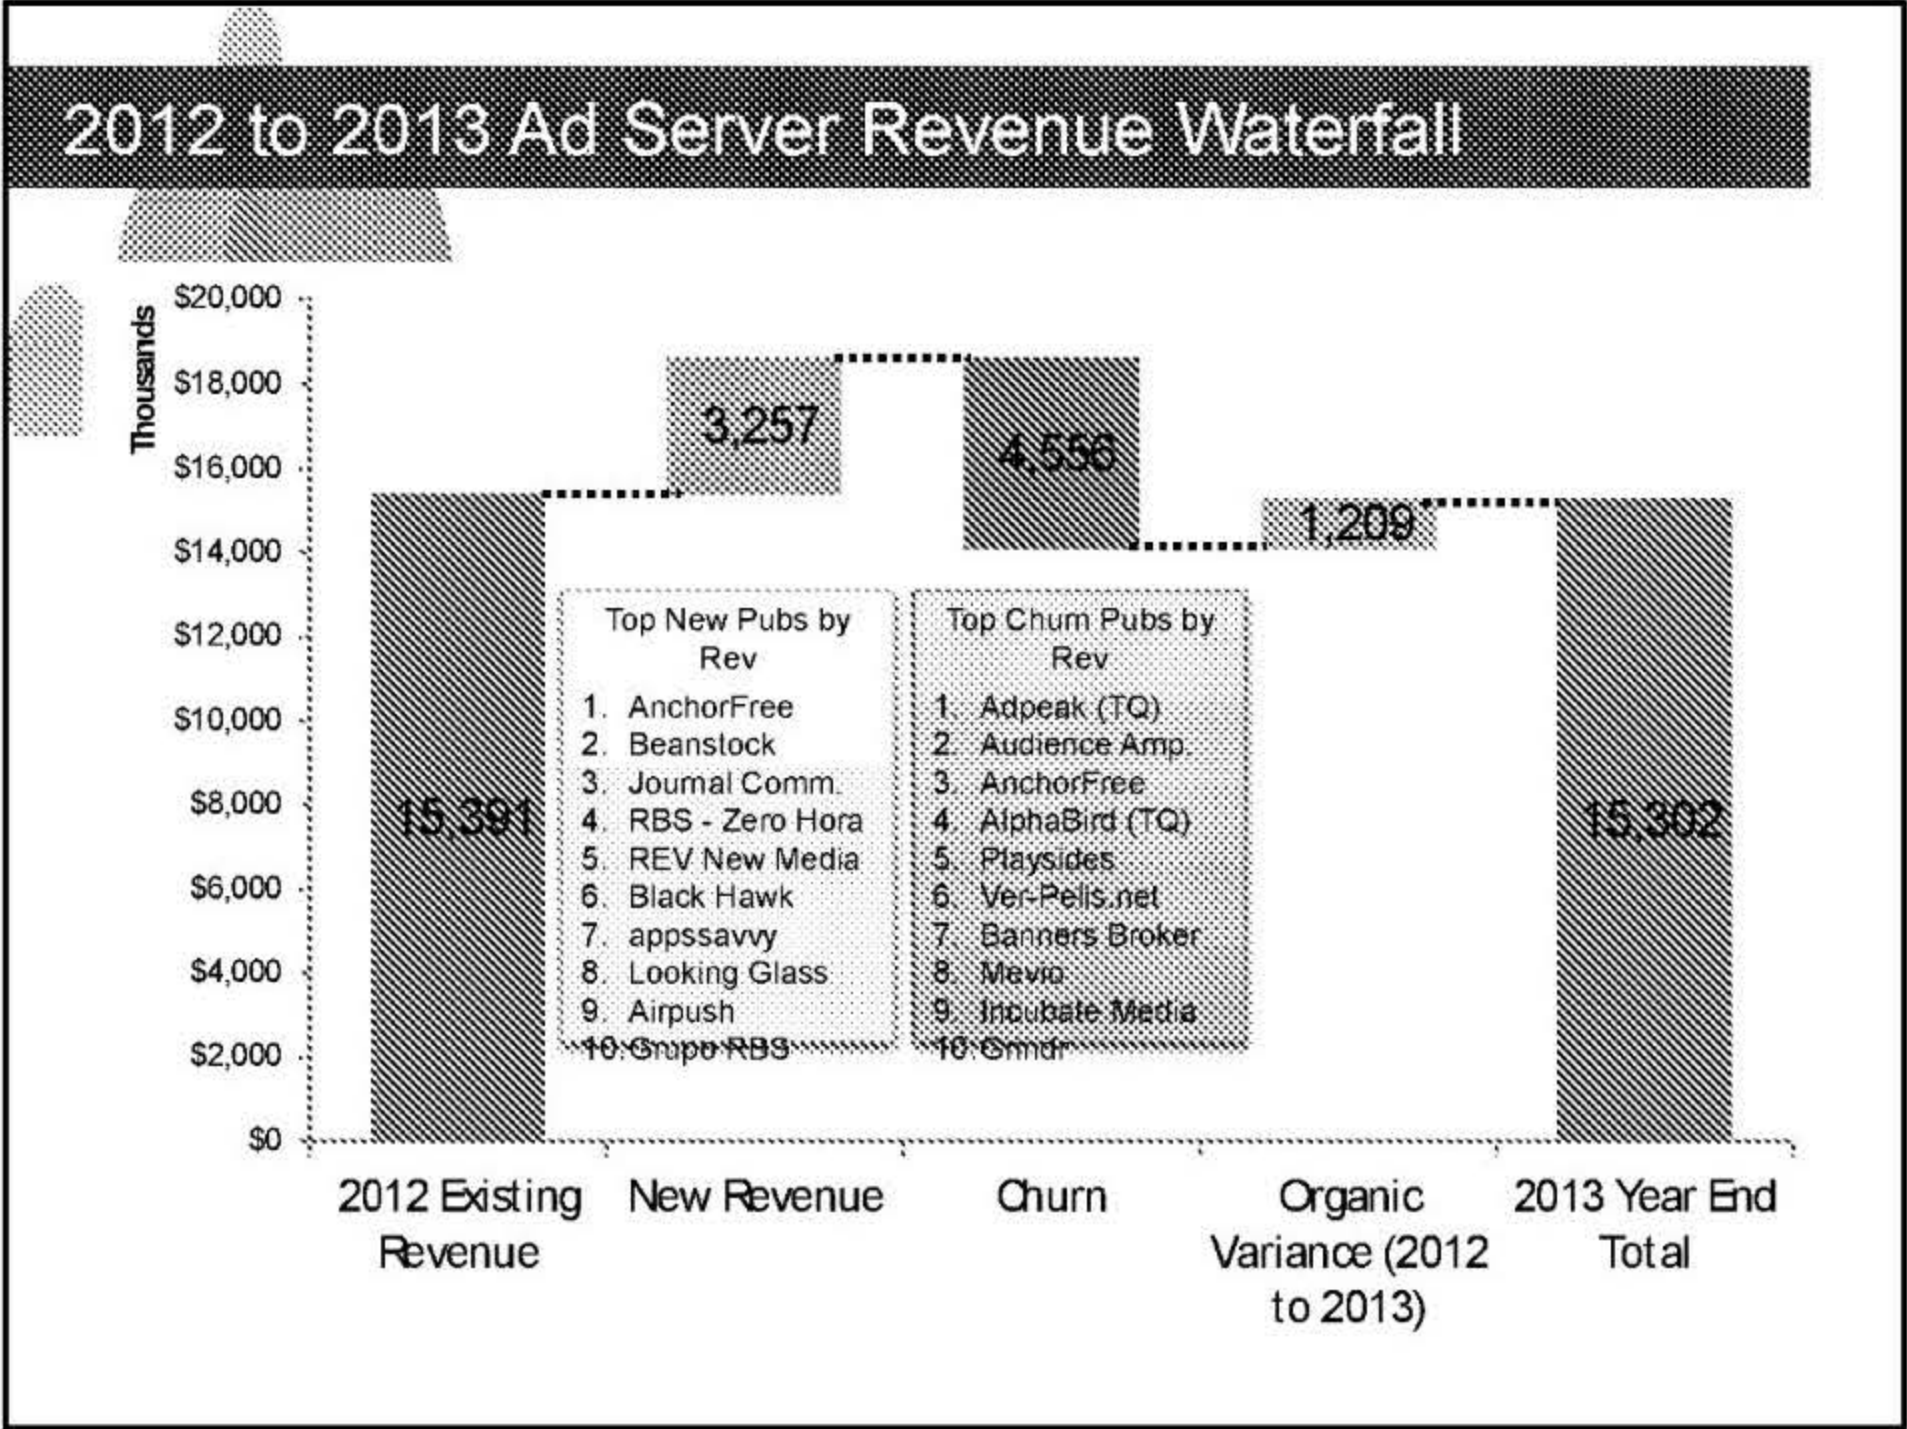 2012 to 2013 Ad Server Revenue Waterfall
Thousands
$20,000
$18,000
$16,000
$14,000
$12,000
$10,000
$8,000
$6,000
$4,000
$2,000
$0
15,391
3,257
4,556
1,209
15,302
Top New Pubs by
Rev
1. AnchorFree
2. Beanstock
3. Journal Comm.
4. RBS - Zero Hora
5. REV New Media
6. Black Hawk
7. appssavvy
8. Looking Glass
9. Airpush
10. Grupo RBS
Top Churn Pubs by
Rev
1. Adpeak (TQ)
2. Audience Amp.
3. AnchorFree
4. AlphaBird (TQ)
5. Playsides
6. Ver-Pelis.net
7. Banners Broker
8. Mevio
9. Incubate Media
10. Grindr
2012 Existing
Revenue
New Revenue
Churn
Organic
Variance (2012
to 2013)
2013 Year End
Total